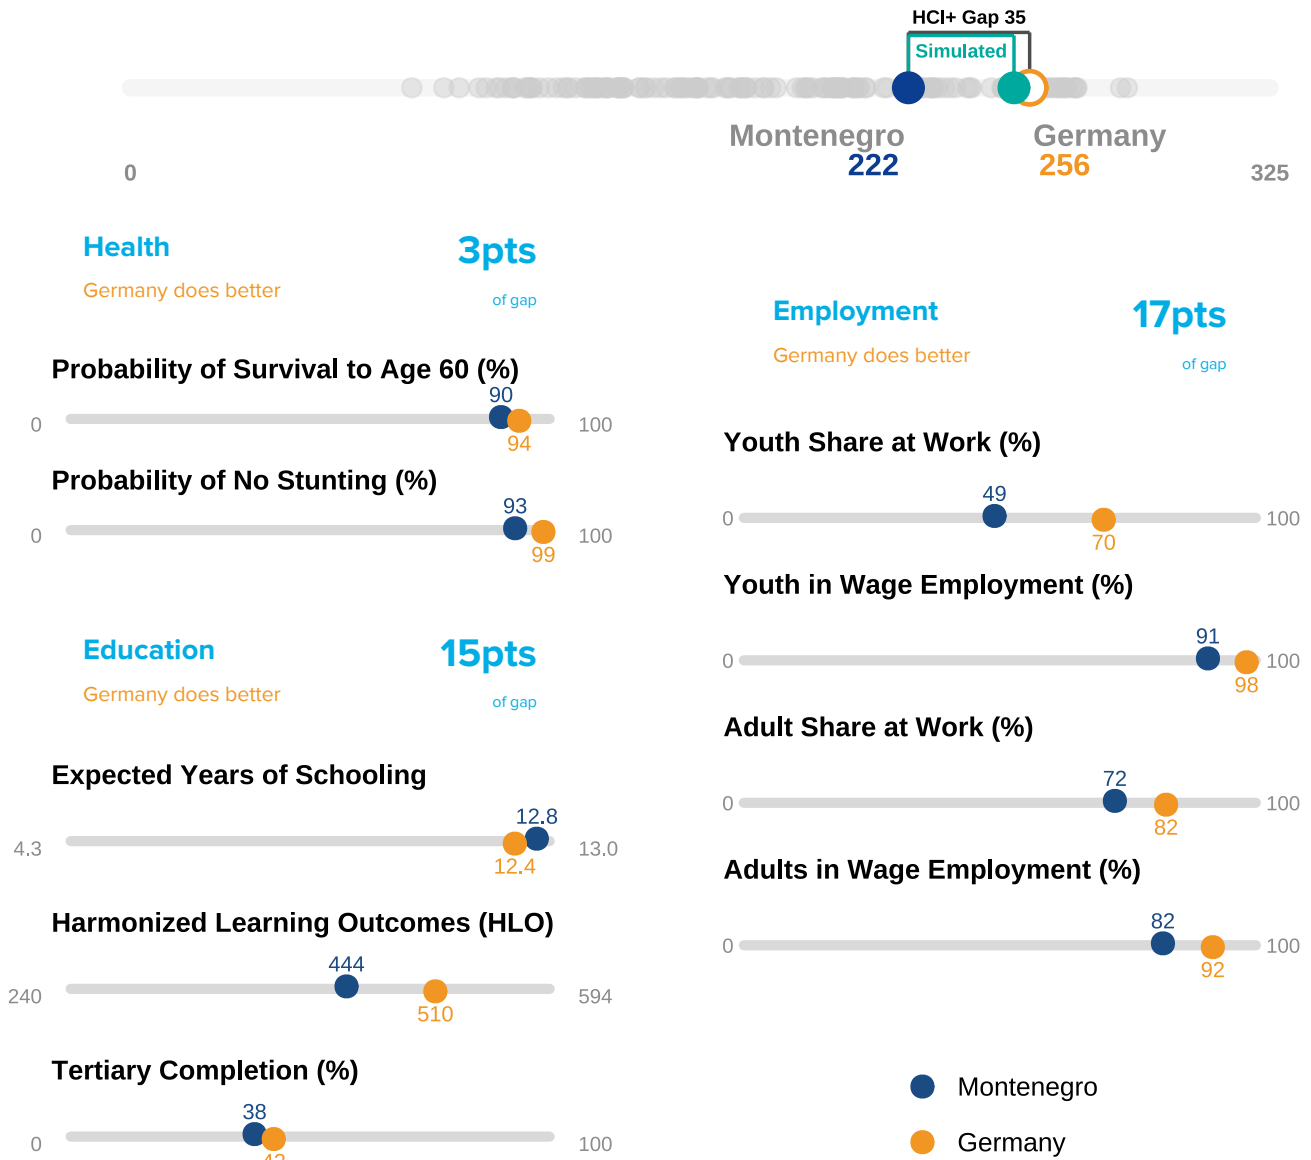 HCI+ Gap 35
Simulated
Montenegro
222
Germany
256
0
325
Health
3pts
Germany does better
of gap
Probability of Survival to Age 60 (%)
90
0
100
94
Probability of No Stunting (%)
93
0
100
99
Education
15pts
Germany does better
of gap
Expected Years of Schooling
12.8
4.3
13.0
12.4
Harmonized Learning Outcomes (HLO)
444
240
594
510
Tertiary Completion (%)
38
0
100
Employment
17pts
Germany does better
of gap
Youth Share at Work (%)
49
0
100
70
Youth in Wage Employment (%)
91
0
100
98
Adult Share at Work (%)
72
0
100
82
Adults in Wage Employment (%)
82
0
100
92
Montenegro
Germany